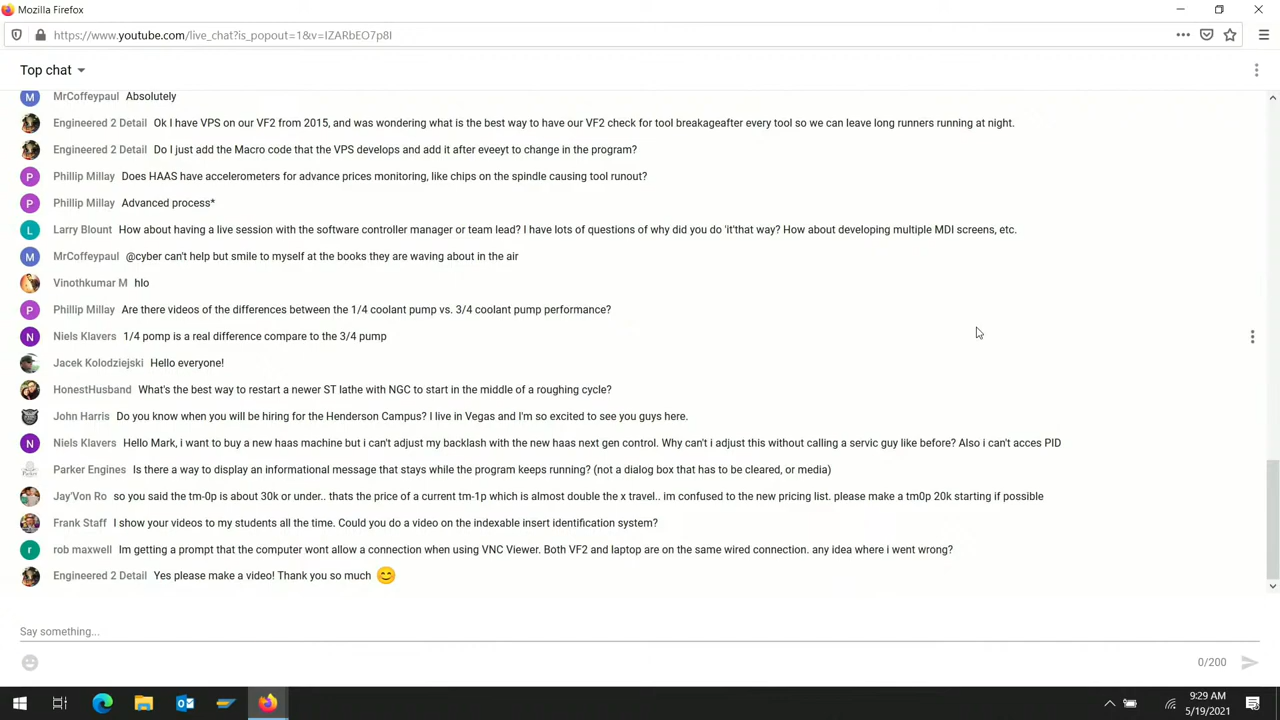 Mozilla Firefox
https://www.youtube.com/live_chat?is_popout=1&v=IZARbEO7p8I
Top chat
M MrCoffeypaul Absolutely
Engineered 2 Detail Ok I have VPS on our VF2 from 2015, and was wondering what is the best way to have our VF2 check for tool breakageafter every tool so we can leave long runners running at night.
Engineered 2 Detail Do I just add the Macro code that the VPS develops and add it after eveeyt to change in the program?
P Phillip Millay Does HAAS have accelerometers for advance prices monitoring, like chips on the spindle causing tool runout?
P Phillip Millay Advanced process*
L Larry Blount How about having a live session with the software controller manager or team lead? I have lots of questions of why did you do 'it'that way? How about developing multiple MDI screens, etc.
M MrCoffeypaul @cyber can't help but smile to myself at the books they are waving about in the air
Vinothkumar M hlo
P Phillip Millay Are there videos of the differences between the 1/4 coolant pump vs. 3/4 coolant pump performance?
N Niels Klavers 1/4 pomp is a real difference compare to the 3/4 pump
Jacek Kolodziejski Hello everyone!
HonestHusband What's the best way to restart a newer ST lathe with NGC to start in the middle of a roughing cycle?
John Harris Do you know when you will be hiring for the Henderson Campus? I live in Vegas and I'm so excited to see you guys here.
N Niels Klavers Hello Mark, i want to buy a new haas machine but i can't adjust my backlash with the new haas next gen control. Why can't i adjust this without calling a servic guy like before? Also i can't acces PID
Parker Engines Is there a way to display an informational message that stays while the program keeps running? (not a dialog box that has to be cleared, or media)
Jay'Von Ro so you said the tm-0p is about 30k or under.. thats the price of a current tm-1p which is almost double the x travel.. im confused to the new pricing list. please make a tm0p 20k starting if possible
Frank Staff I show your videos to my students all the time. Could you do a video on the indexable insert identification system?
r rob maxwell Im getting a prompt that the computer wont allow a connection when using VNC Viewer. Both VF2 and laptop are on the same wired connection. any idea where i went wrong?
Engineered 2 Detail Yes please make a video! Thank you so much 😊
Say something...
0/200
9:29 AM
5/19/2021